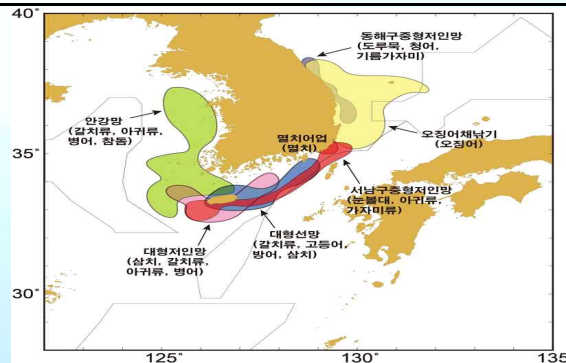 40°
동해구중형저인망
(도루묵, 청어,
기름가자미)
안강망
(갈치류, 아귀류,
병어, 참돔)
멸치어업
(멸치)
오징어채낚기
(오징어)
35°
서남구중형저인망
(눈볼대, 아귀류,
가자미류)
대형저인망
(삼치, 갈치류,
아귀류, 병어)
대형선망
(갈치류, 고등어,
방어, 삼치)
30°
125°
130°
135